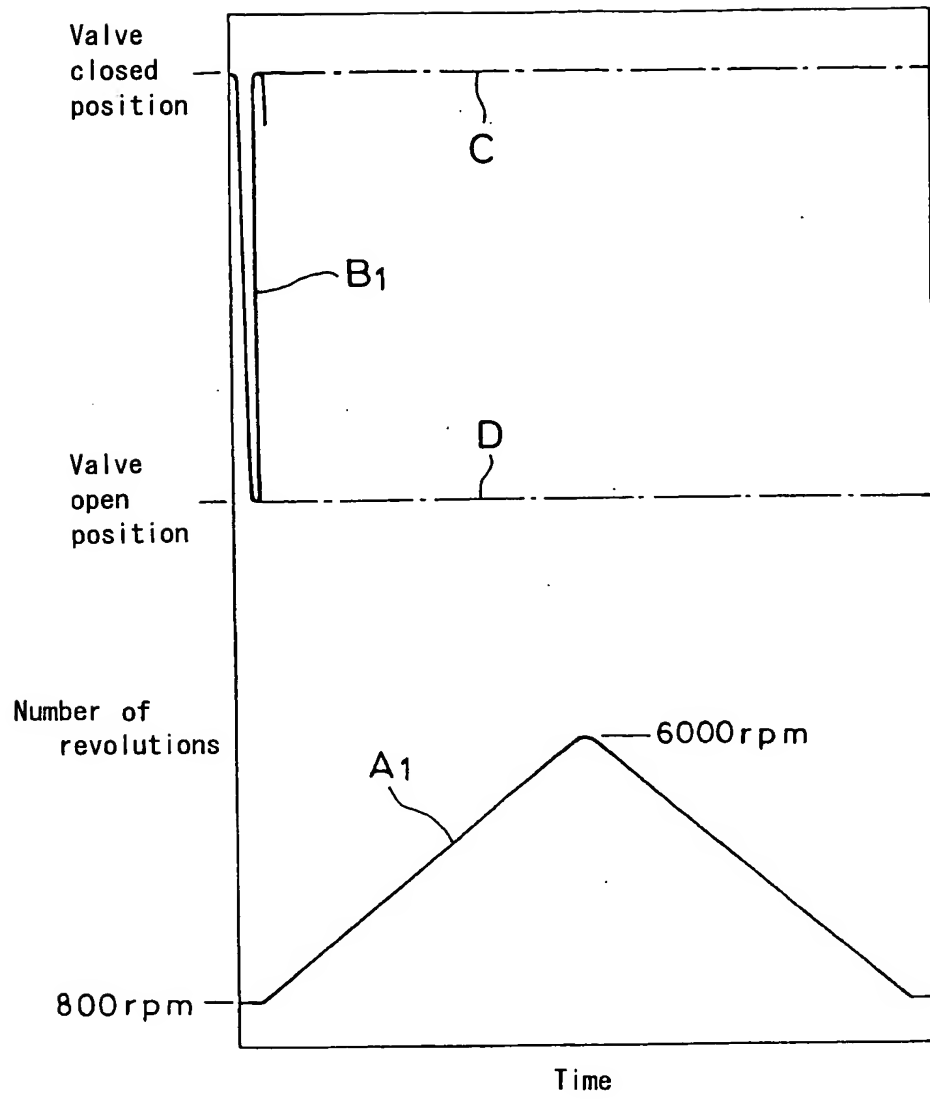 Valve
closed
position
C
B1
D
Valve
open
position
Number of
revolutions
6000rpm
A1
800rpm
Time